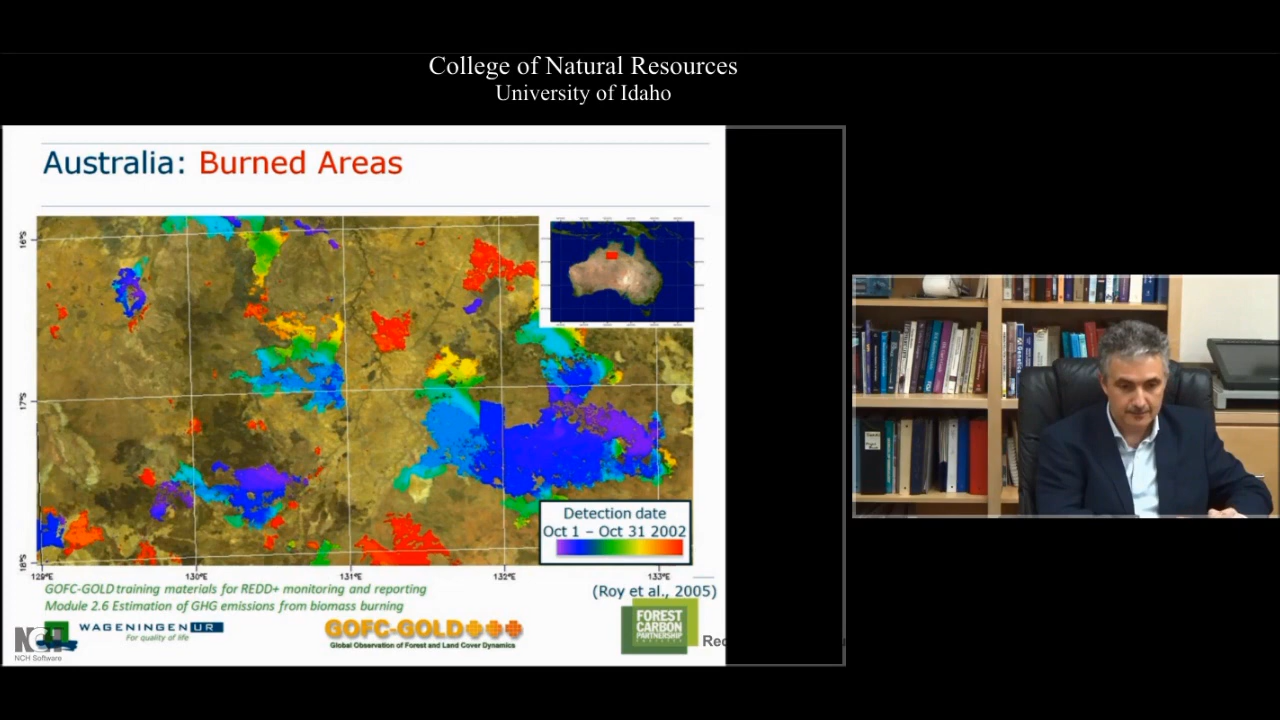 College of Natural Resources
University of Idaho
Australia: Burned Areas
16°S
17°S
18°S
129°E
130°E
131°E
132°E
133°E
Detection date
Oct 1 – Oct 31 2002
(Roy et al., 2005)
GOFC-GOLD training materials for REDD+ monitoring and reporting
Module 2.6 Estimation of GHG emissions from biomass burning
WAGENINGEN UR
For quality of life
GOFC-GOLD
Global Observation of Forest and Land Cover Dynamics
FOREST
CARBON
PARTNERSHIP
Rec
NCH
NCH Software